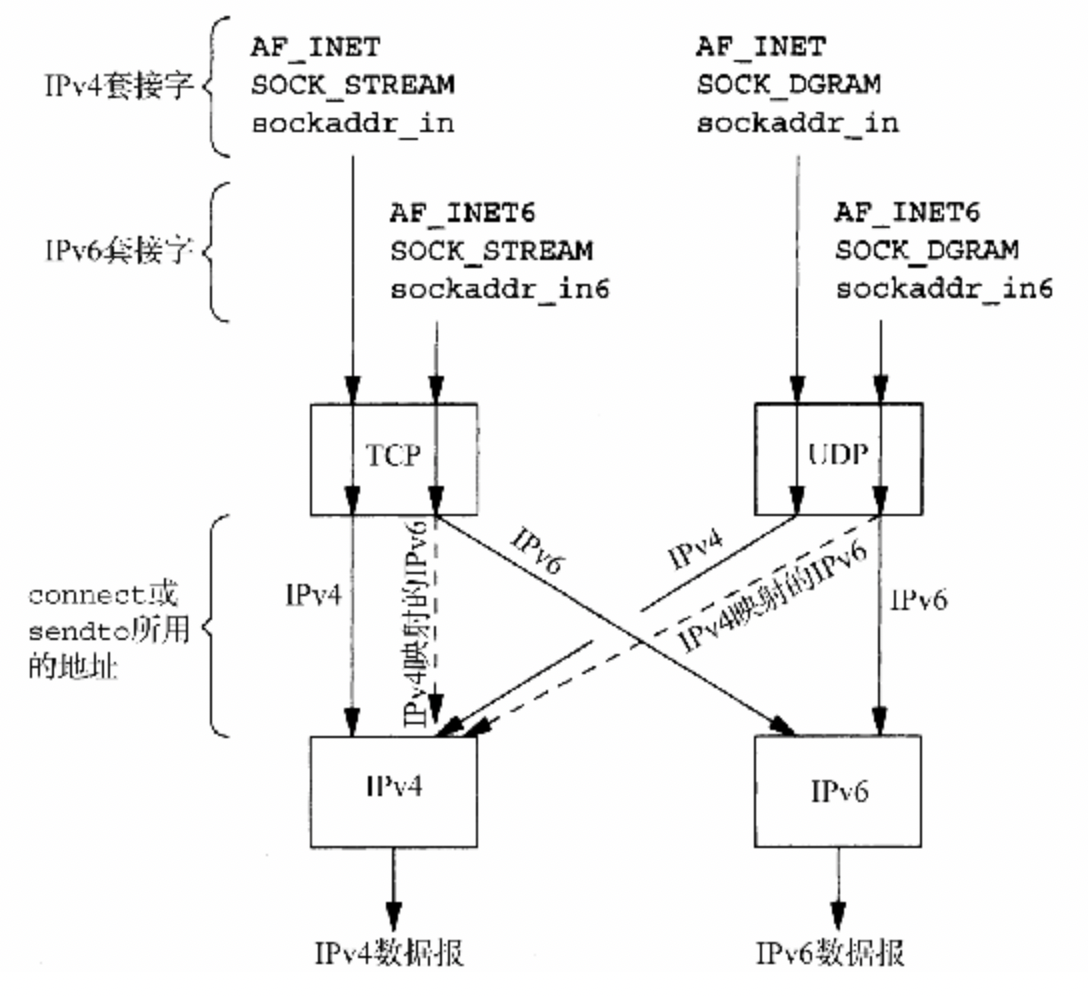 IPv4套接字
AF_INET
SOCK_STREAM
sockaddr_in
AF_INET
SOCK_DGRAM
sockaddr_in
IPv6套接字
AF_INET6
SOCK_STREAM
sockaddr_in6
AF_INET6
SOCK_DGRAM
sockaddr_in6
TCP
UDP
connect或
sendto所用
的地址
IPv4
IPv4映射的IPv6
IPv6
IPv4
IPv4映射的IPv6
IPv6
IPv4
IPv6
IPv4数据报
IPv6数据报